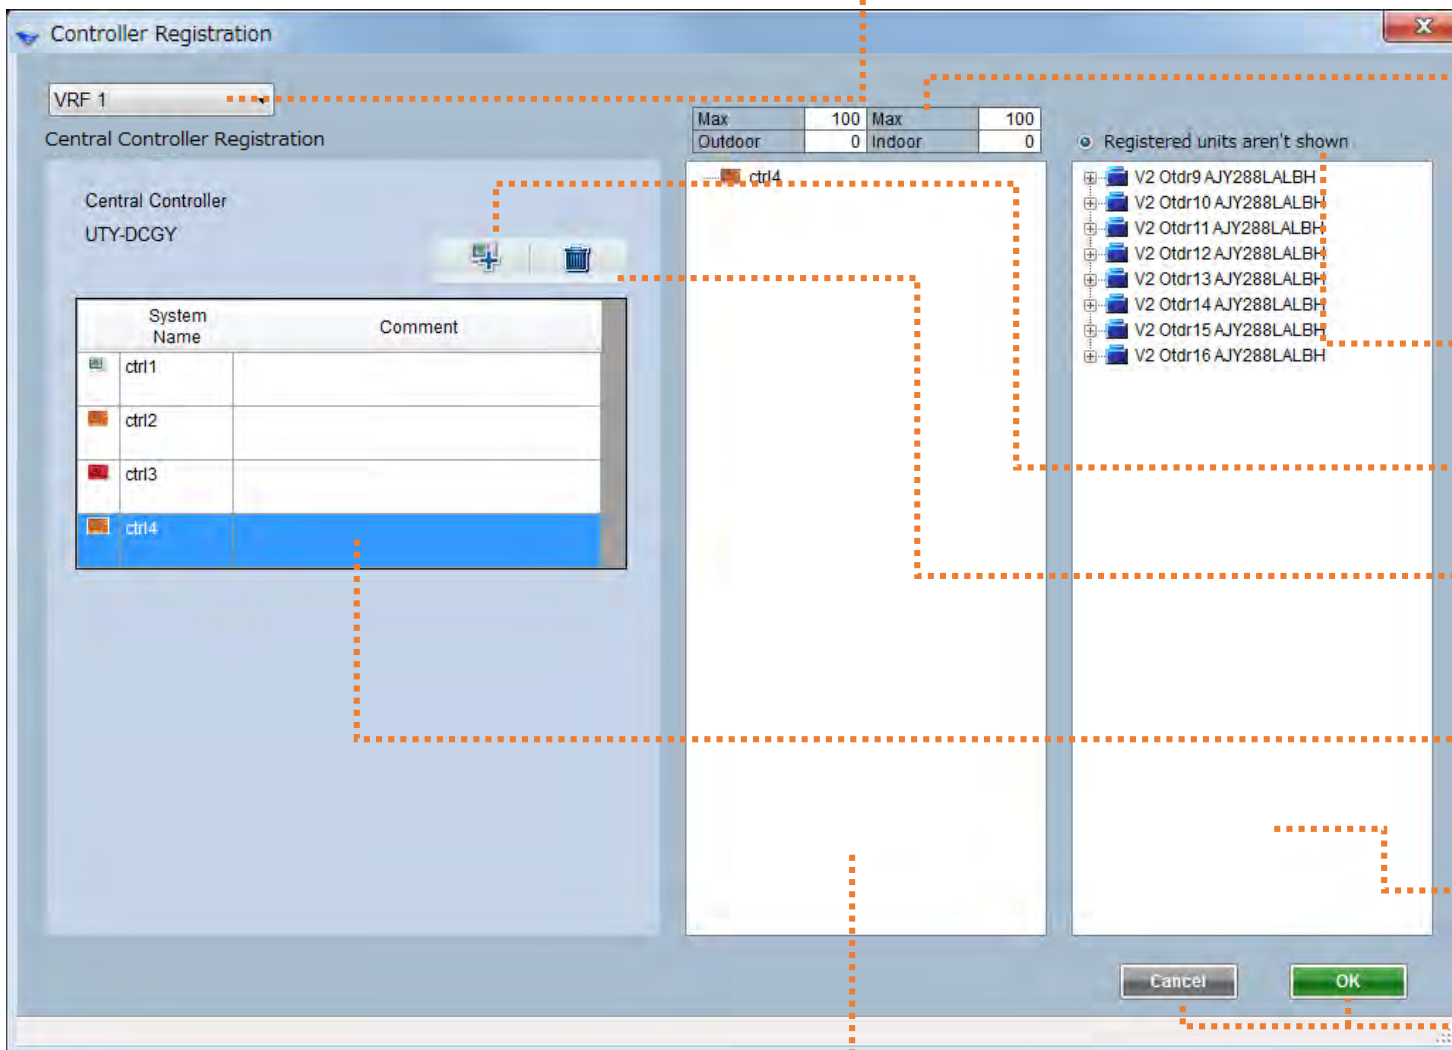 Controller Registration
X
VRF 1
Central Controller Registration
Central Controller
UTY-DCGY
System Name Comment
ctrl1
ctrl2
ctrl3
ctrl4
Max 100 Max 100
Outdoor 0 Indoor 0
ctrl4
Registered units aren't shown
V2 Otdr9 AJY288LALBH
V2 Otdr10 AJY288LALBH
V2 Otdr11 AJY288LALBH
V2 Otdr12 AJY288LALBH
V2 Otdr13 AJY288LALBH
V2 Otdr14 AJY288LALBH
V2 Otdr15 AJY288LALBH
V2 Otdr16 AJY288LALBH
Cancel OK